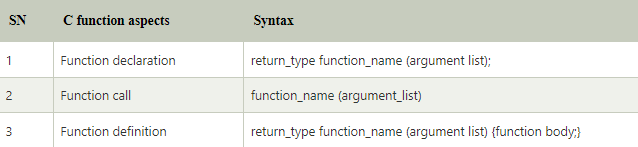 SN C function aspects Syntax
1 Function declaration return_type function_name (argument list);
2 Function call function_name (argument_list)
3 Function definition return_type function_name (argument list) {function body;}